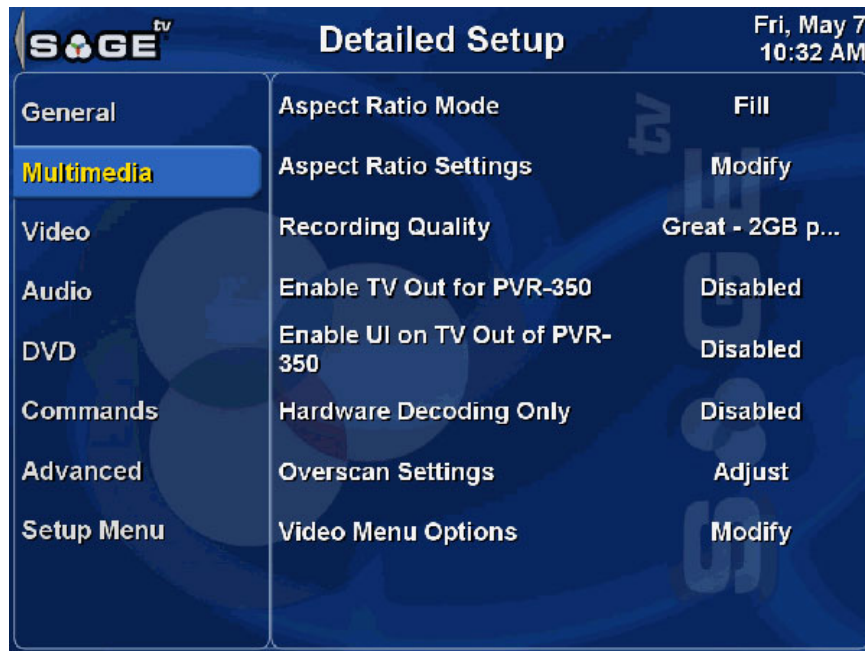 SAGE tv
Detailed Setup
Fri, May 7
10:32 AM
General
Multimedia
Video
Audio
DVD
Commands
Advanced
Setup Menu
Aspect Ratio Mode
Fill
Aspect Ratio Settings
Modify
Recording Quality
Great - 2GB p...
Enable TV Out for PVR-350
Disabled
Enable UI on TV Out of PVR-
350
Disabled
Hardware Decoding Only
Disabled
Overscan Settings
Adjust
Video Menu Options
Modify
SAGE tv